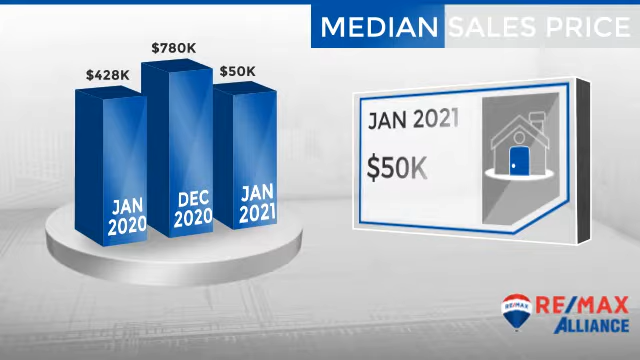 MEDIAN SALES PRICE
$780K
$428K
$50K
JAN
2020
DEC
2020
JAN
2021
JAN 2021
$50K
RE/MAX
RE/MAX
ALLIANCE